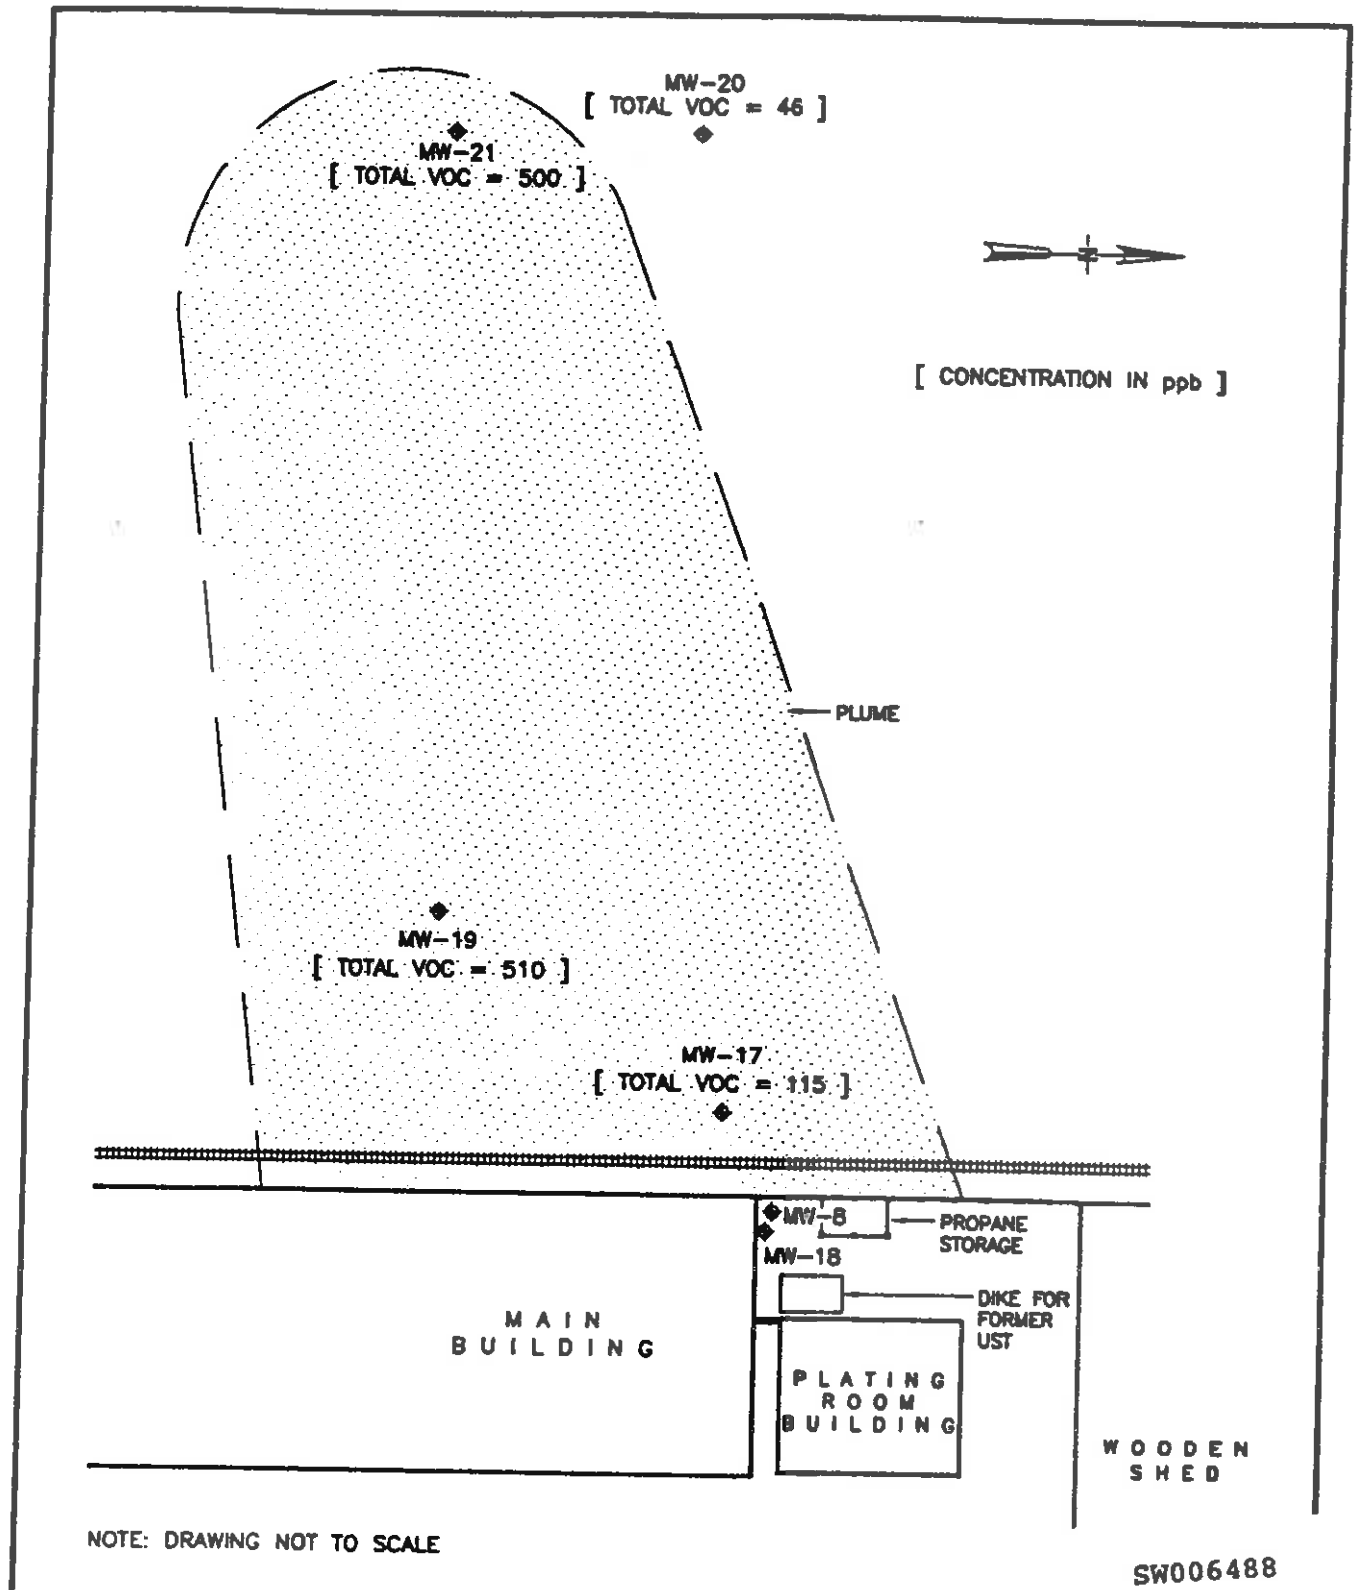 MW-20
[ TOTAL VOC = 46 ]
MW-21
[ TOTAL VOC = 500 ]
N
[ CONCENTRATION IN ppb ]
PLUME
MW-19
[ TOTAL VOC = 510 ]
MW-17
[ TOTAL VOC = 115 ]
MW-8
PROPANE
STORAGE
MW-18
DIKE FOR
FORMER
UST
MAIN
BUILDING
PLATING
ROOM
BUILDING
WOODEN
SHED
NOTE: DRAWING NOT TO SCALE
SW006488